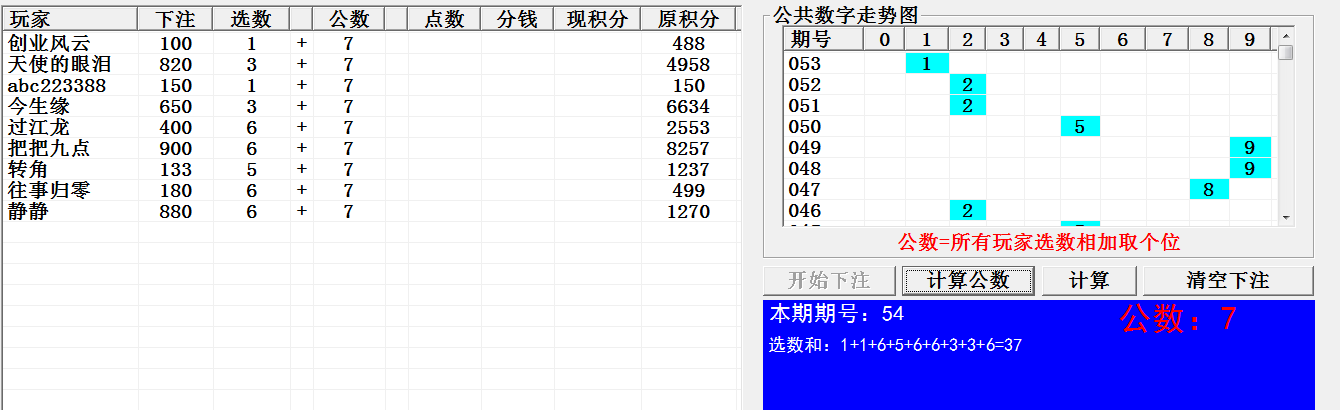 玩家 下注 选数 公数 点数 分钱 现积分 原积分
创业风云 100 1 + 7 488
天使的眼泪 820 3 + 7 4958
abc223388 150 1 + 7 150
今生缘 650 3 + 7 6634
过江龙 400 6 + 7 2553
把把九点 900 6 + 7 8257
转角 133 5 + 7 1237
往事归零 180 6 + 7 499
静静 880 6 + 7 1270
公共数字走势图
期号 0 1 2 3 4 5 6 7 8 9
053 1
052 2
051 2
050 5
049 9
048 9
047 8
046 2
公数=所有玩家选数相加取个位
开始下注 计算公数 计算 清空下注
本期期号：54
公数：7
选数和：1+1+6+5+6+6+3+3+6=37